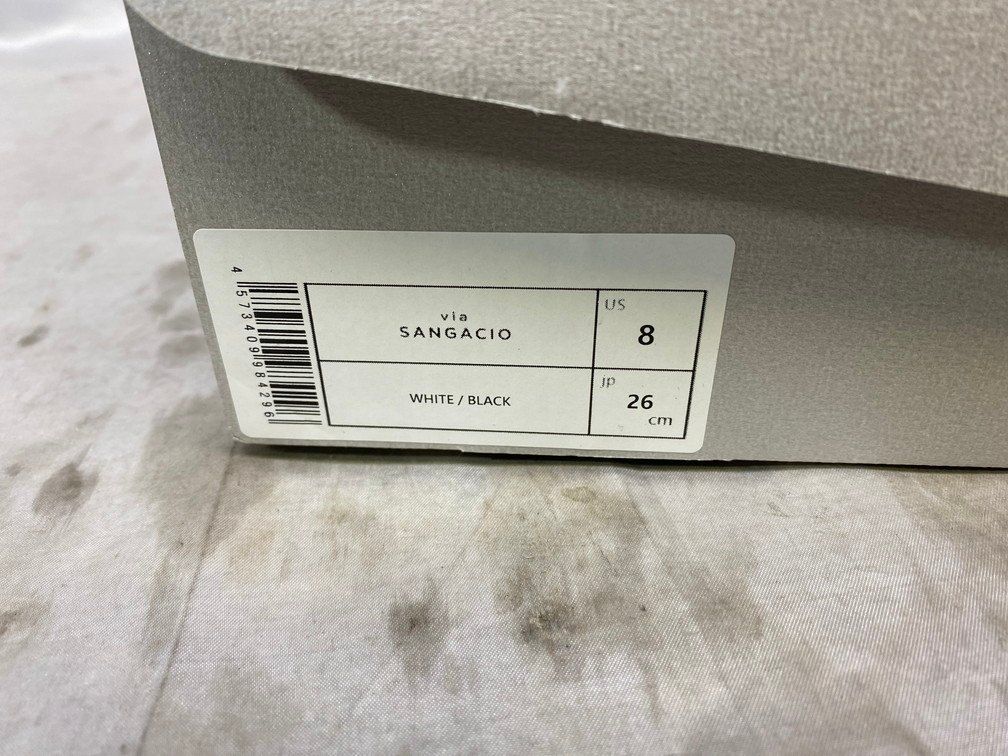 4573409984296
via
SANGACIO
US
8
WHITE / BLACK
JP
26
cm